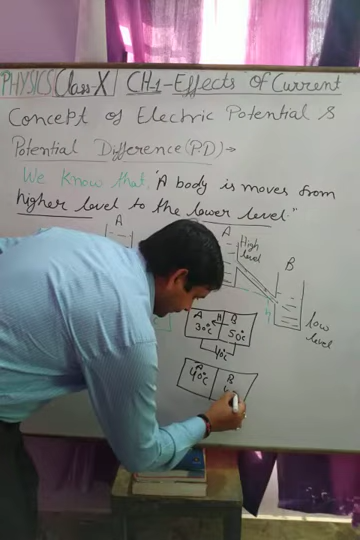 PHYSICS Class-X CH-1-Effects Of Current
Concept of Electric Potential &
Potential Difference (P.D) →
We Know that, "A body is moves from
higher level to the lower level."
A
A
High
level
B
h
low
level
A
30°C
H
B
50°C
40°C
A
40°C
B
4